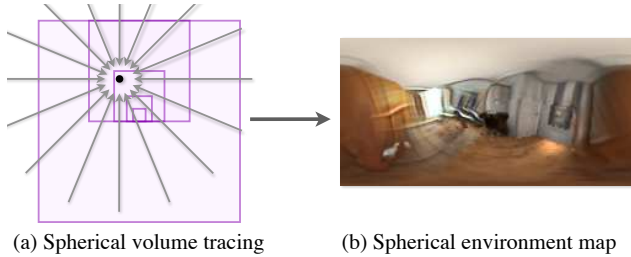 (a) Spherical volume tracing
(b) Spherical environment map